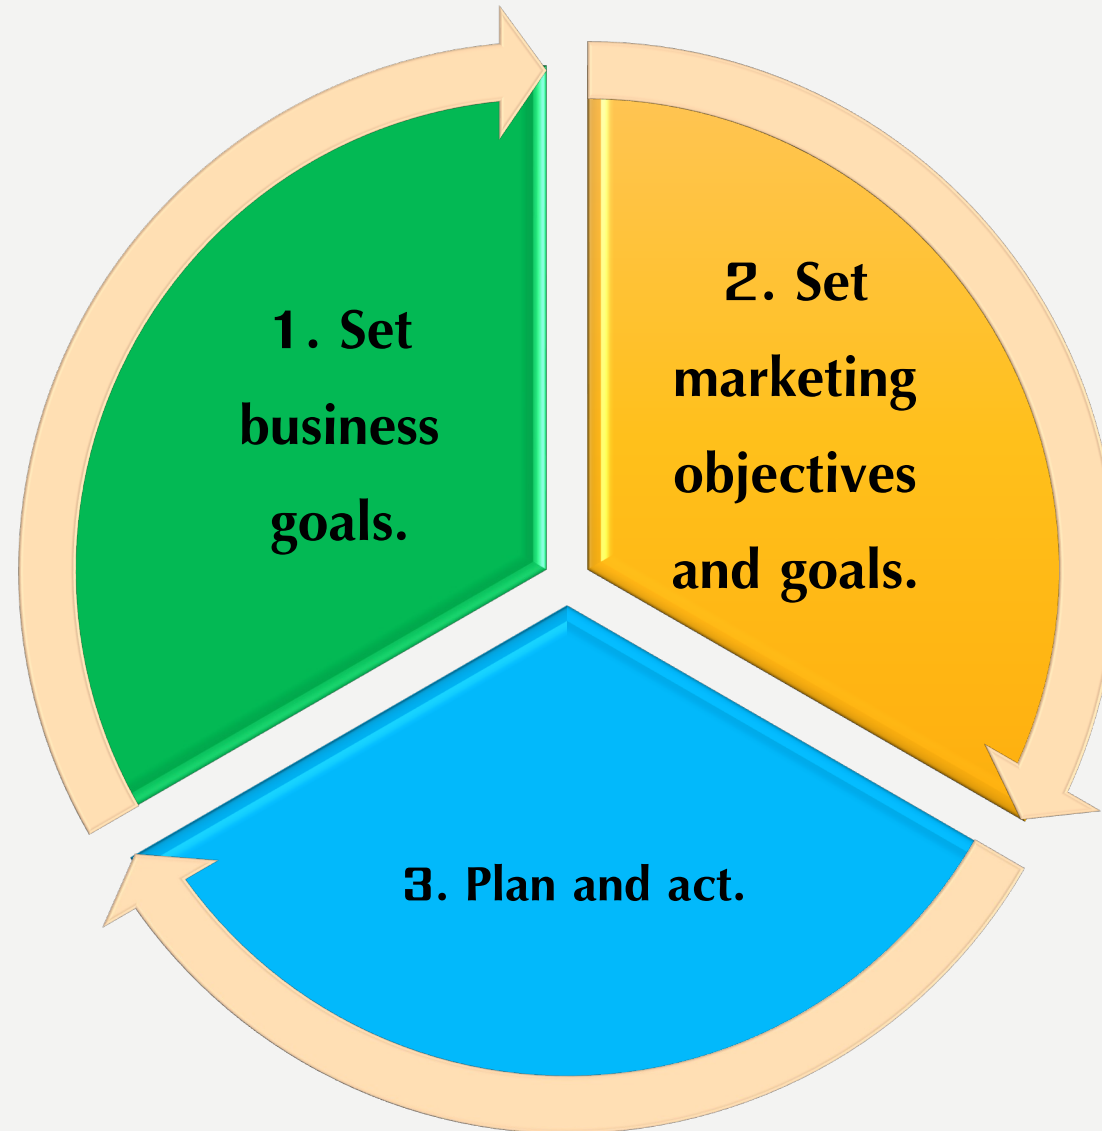 1. Set
business
goals.
2. Set
marketing
objectives
and goals.
3. Plan and act.